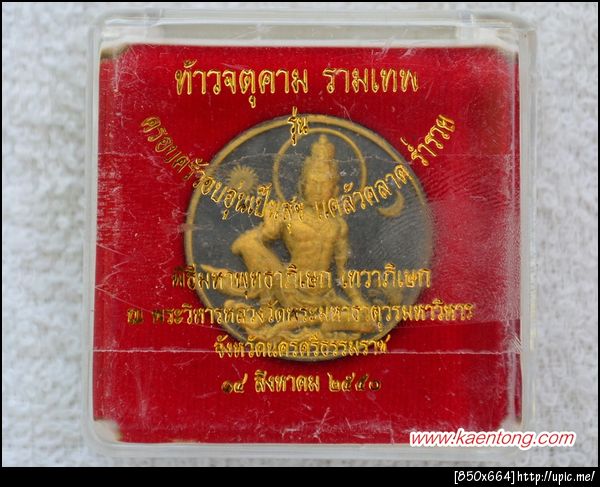 ท้าวจตุคาม รามเทพ
รุ่น
ครอบครัวอบอุ่นเป็นสุข แคล้วคลาด ร่ำรวย
พิธีมหาพุทธาภิเษก เทวาภิเษก
ณ พระวิหารหลวงวัดพระมหาธาตุวรมหาวิหาร
จังหวัดนครศรีธรรมราช
๑๔ สิงหาคม ๒๕๔๐
www.kaentong.com
[850x664]http://upic.me/